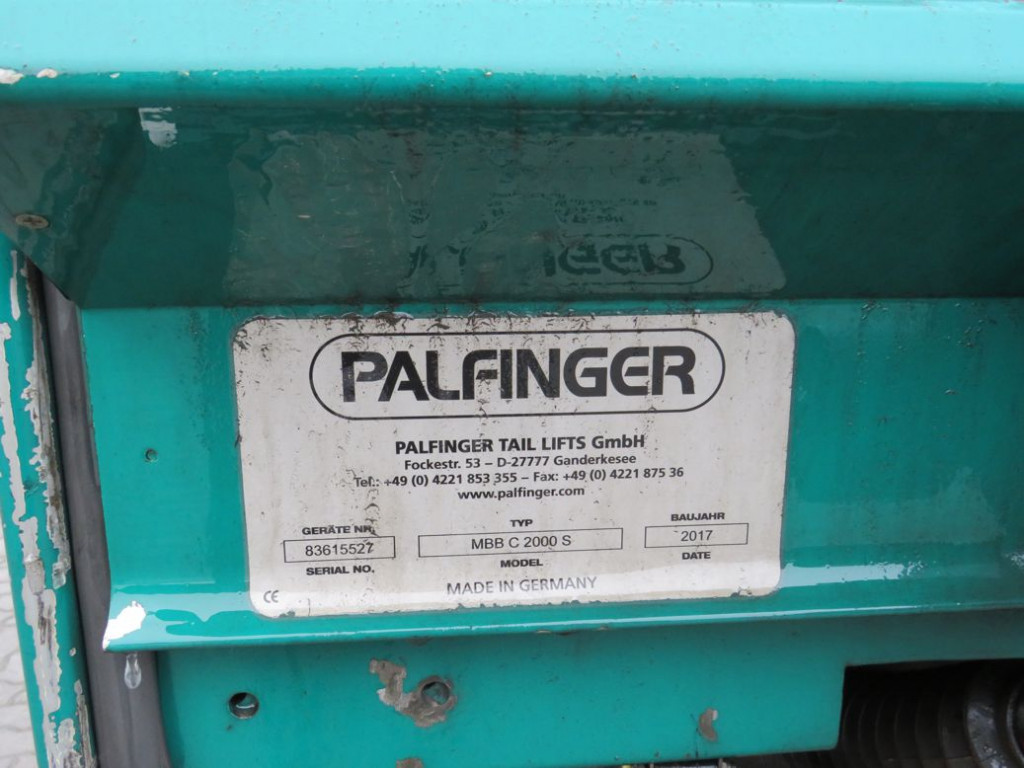 PALFINGER
PALFINGER TAIL LIFTS GmbH
Fockestr. 53 – D-27777 Ganderkesee
Tel.: +49 (0) 4221 853 355 – Fax: +49 (0) 4221 875 36
www.palfinger.com
GERÄTE NR. TYP BAUJAHR
83615527 MBB C 2000 S 2017
SERIAL NO. MODEL DATE
CE MADE IN GERMANY